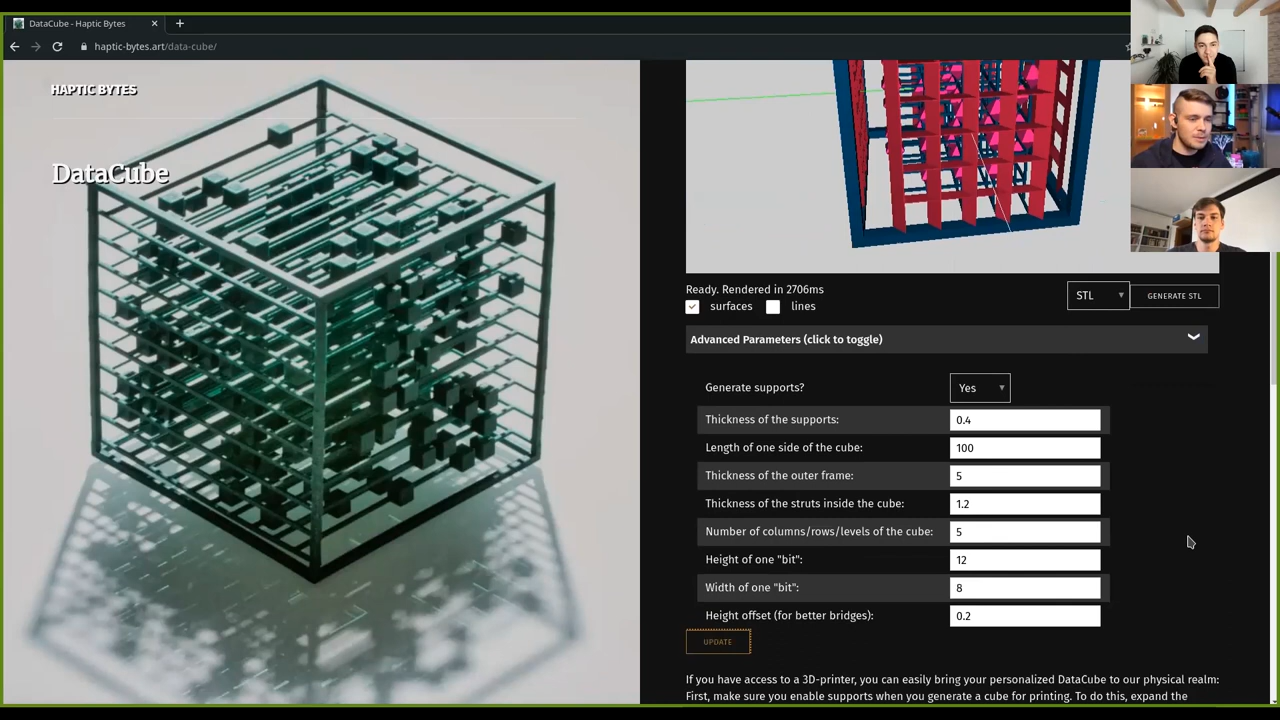 DataCube - Haptic Bytes
haptic-bytes.art/data-cube/
HAPTIC BYTES
DataCube
Ready. Rendered in 2706ms
surfaces lines
STL GENERATE STL
Advanced Parameters (click to toggle)
Generate supports? Yes
Thickness of the supports: 0.4
Length of one side of the cube: 100
Thickness of the outer frame: 5
Thickness of the struts inside the cube: 1.2
Number of columns/rows/levels of the cube: 5
Height of one "bit": 12
Width of one "bit": 8
Height offset (for better bridges): 0.2
UPDATE
If you have access to a 3D-printer, you can easily bring your personalized DataCube to our physical realm:
First, make sure you enable supports when you generate a cube for printing. To do this, expand the